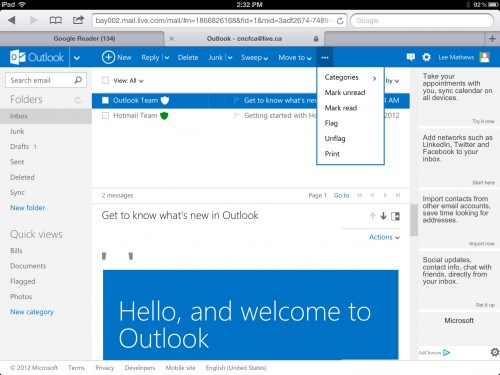 iPad
2:32 PM
92%
Google Reader (134)
Outlook - cncfca@live.ca
bay002.mail.live.com/mail/#n=1866826168&fid=1&mid=3adf2674-7489-
Outlook
New
Reply
Delete
Junk
Sweep
Move to
...
Lee Mathews
Search email
Folders
Inbox
Junk
Drafts 1
Sent
Deleted
Sync
New folder
Quick views
Bills
Documents
Flagged
Photos
New category
View: All
by
Outlook Team
Get to know what's new in
AM
Hotmail Team
Getting started with Ho
2012
Categories
Mark unread
Mark read
Flag
Unflag
Print
2 messages
Page 1
Go to
Get to know what's new in Outlook
Actions
Hello, and welcome to
Outlook
Take your
appointments with
you, sync calendar on
all devices.
Try it now
Add networks such as
LinkedIn, Twitter and
Facebook to your
inbox.
Start here
Import contacts from
other email accounts,
save time looking for
addresses.
Import now
Social updates,
contact info, chat with
friends, directly from
your inbox.
Set it up
Microsoft
AdChoices
© 2012 Microsoft
Terms
Privacy
Developers
Mobile site
English (United States)